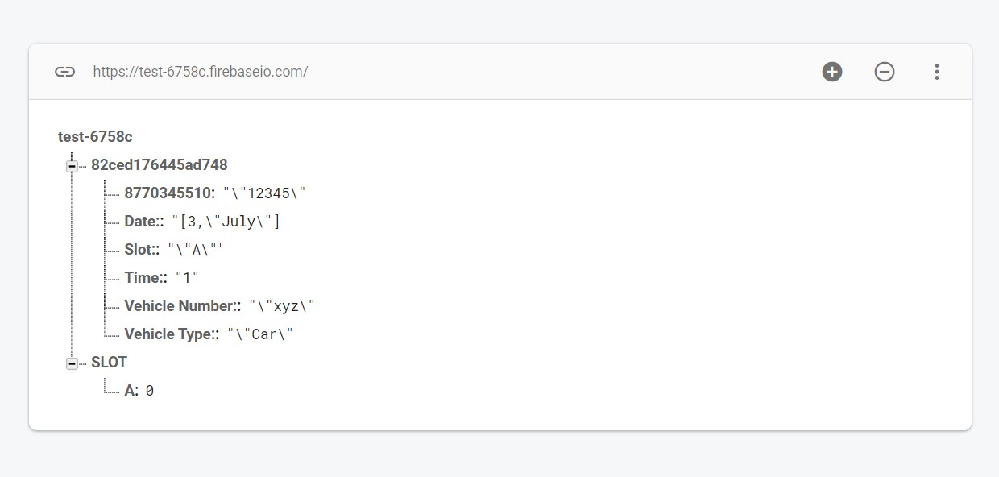 https://test-6758c.firebaseio.com/
test-6758c
82ced176445ad748
8770345510: "\"12345\"
Date:: "[3,\"July\"]
Slot:: "\"A\"'
Time:: "1"
Vehicle Number:: "\"xyz\"
Vehicle Type:: "\"Car\"
SLOT
A: 0